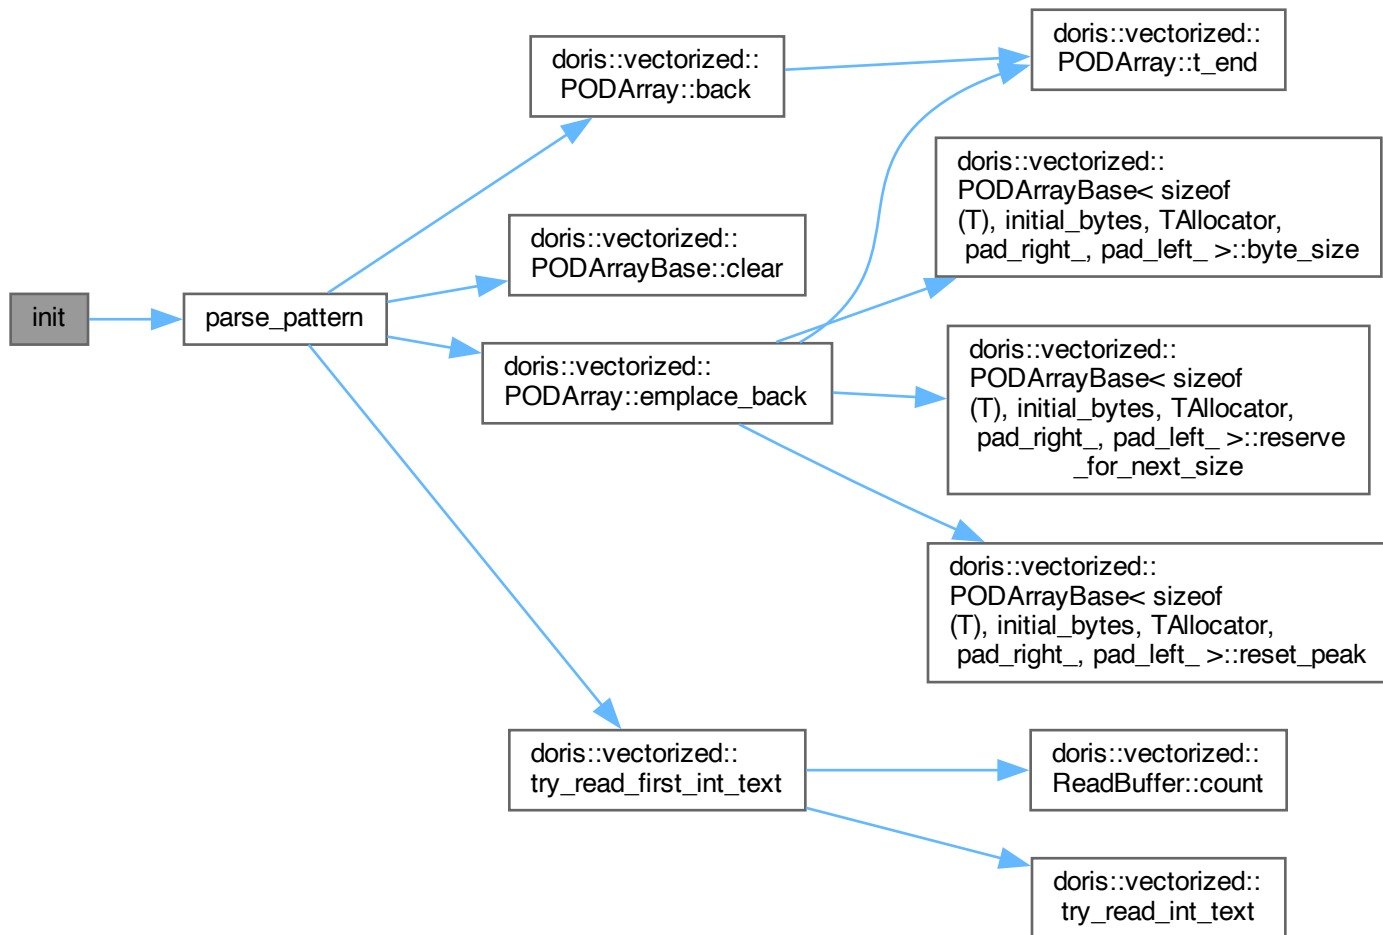 init
parse_pattern
doris::vectorized::
PODArray::back
doris::vectorized::
PODArrayBase::clear
doris::vectorized::
PODArray::emplace_back
doris::vectorized::
try_read_first_int_text
doris::vectorized::
PODArray::t_end
doris::vectorized::
PODArrayBase< sizeof
(T), initial_bytes, TAllocator,
pad_right_, pad_left_ >::byte_size
doris::vectorized::
PODArrayBase< sizeof
(T), initial_bytes, TAllocator,
pad_right_, pad_left_ >::reserve
_for_next_size
doris::vectorized::
PODArrayBase< sizeof
(T), initial_bytes, TAllocator,
pad_right_, pad_left_ >::reset_peak
doris::vectorized::
ReadBuffer::count
doris::vectorized::
try_read_int_text